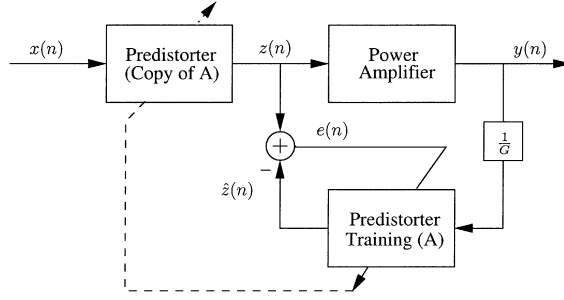 x(n)
Predistorter
(Copy of A)
z(n)
Power
Amplifier
y(n)
+
e(n)
1
G
−
ẑ(n)
Predistorter
Training (A)